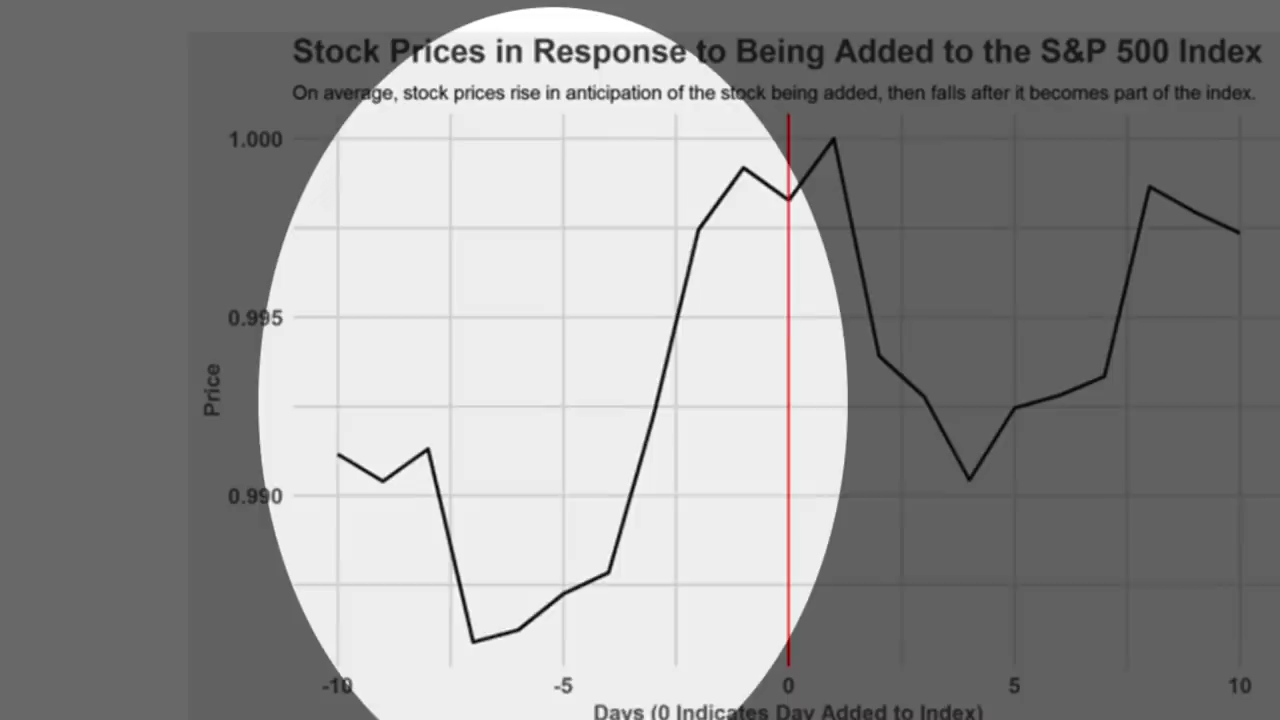 Stock Prices in Response to Being Added to the S&P 500 Index
On average, stock prices rise in anticipation of the stock being added, then falls after it becomes part of the index.
1.000
0.995
0.990
Price
-10 -5 0 5 10
Days (0 Indicates Day Added to Index)